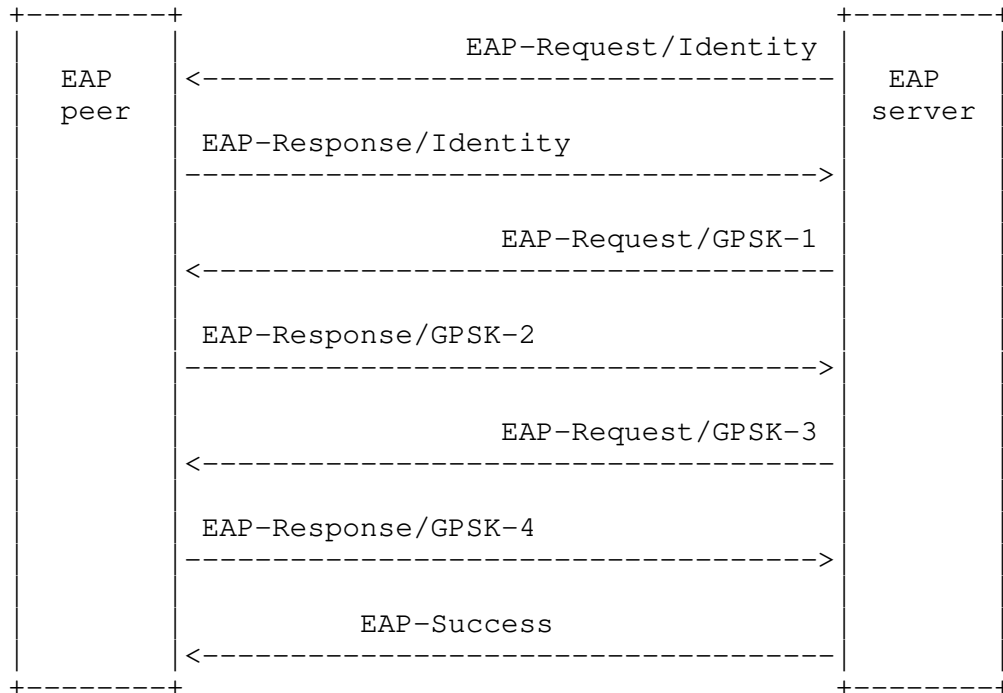 EAP-Request/Identity
EAP EAP
peer server
EAP-Response/Identity
EAP-Request/GPSK-1
EAP-Response/GPSK-2
EAP-Request/GPSK-3
EAP-Response/GPSK-4
EAP-Success